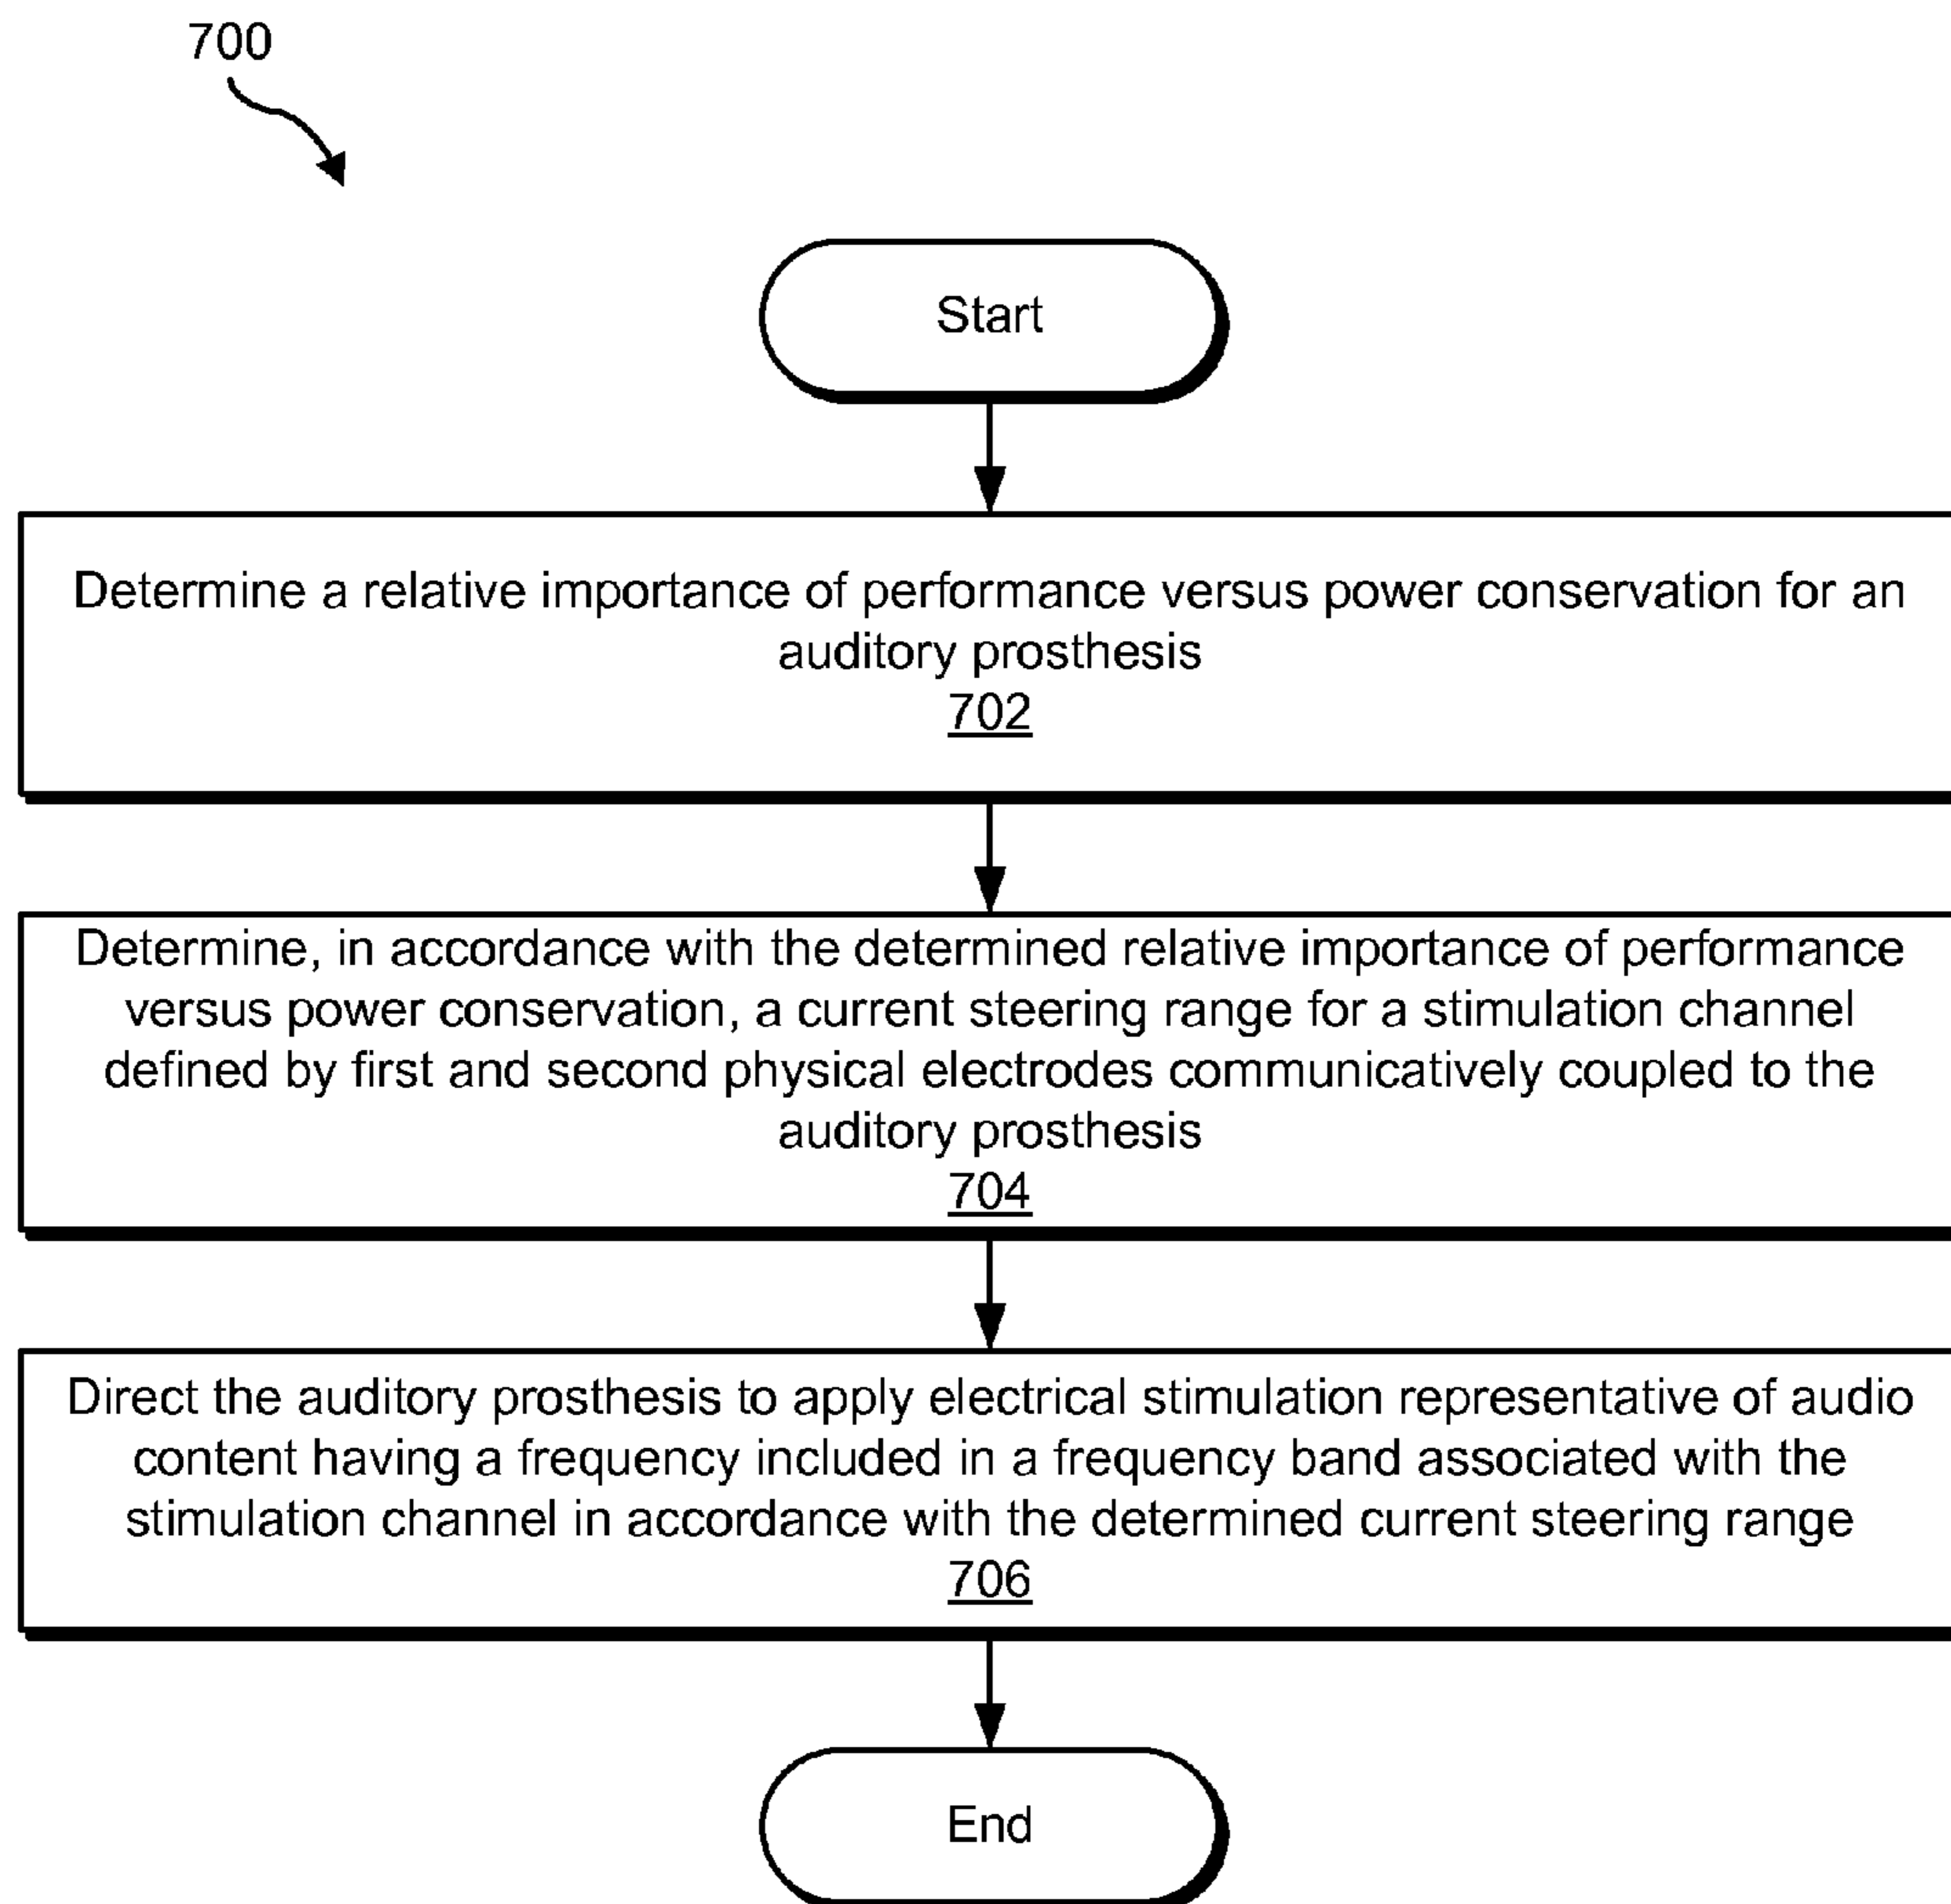 700
Start
Determine a relative importance of performance versus power conservation for an
auditory prosthesis
702
Determine, in accordance with the determined relative importance of performance
versus power conservation, a current steering range for a stimulation channel
defined by first and second physical electrodes communicatively coupled to the
auditory prosthesis
704
Direct the auditory prosthesis to apply electrical stimulation representative of audio
content having a frequency included in a frequency band associated with the
stimulation channel in accordance with the determined current steering range
706
End